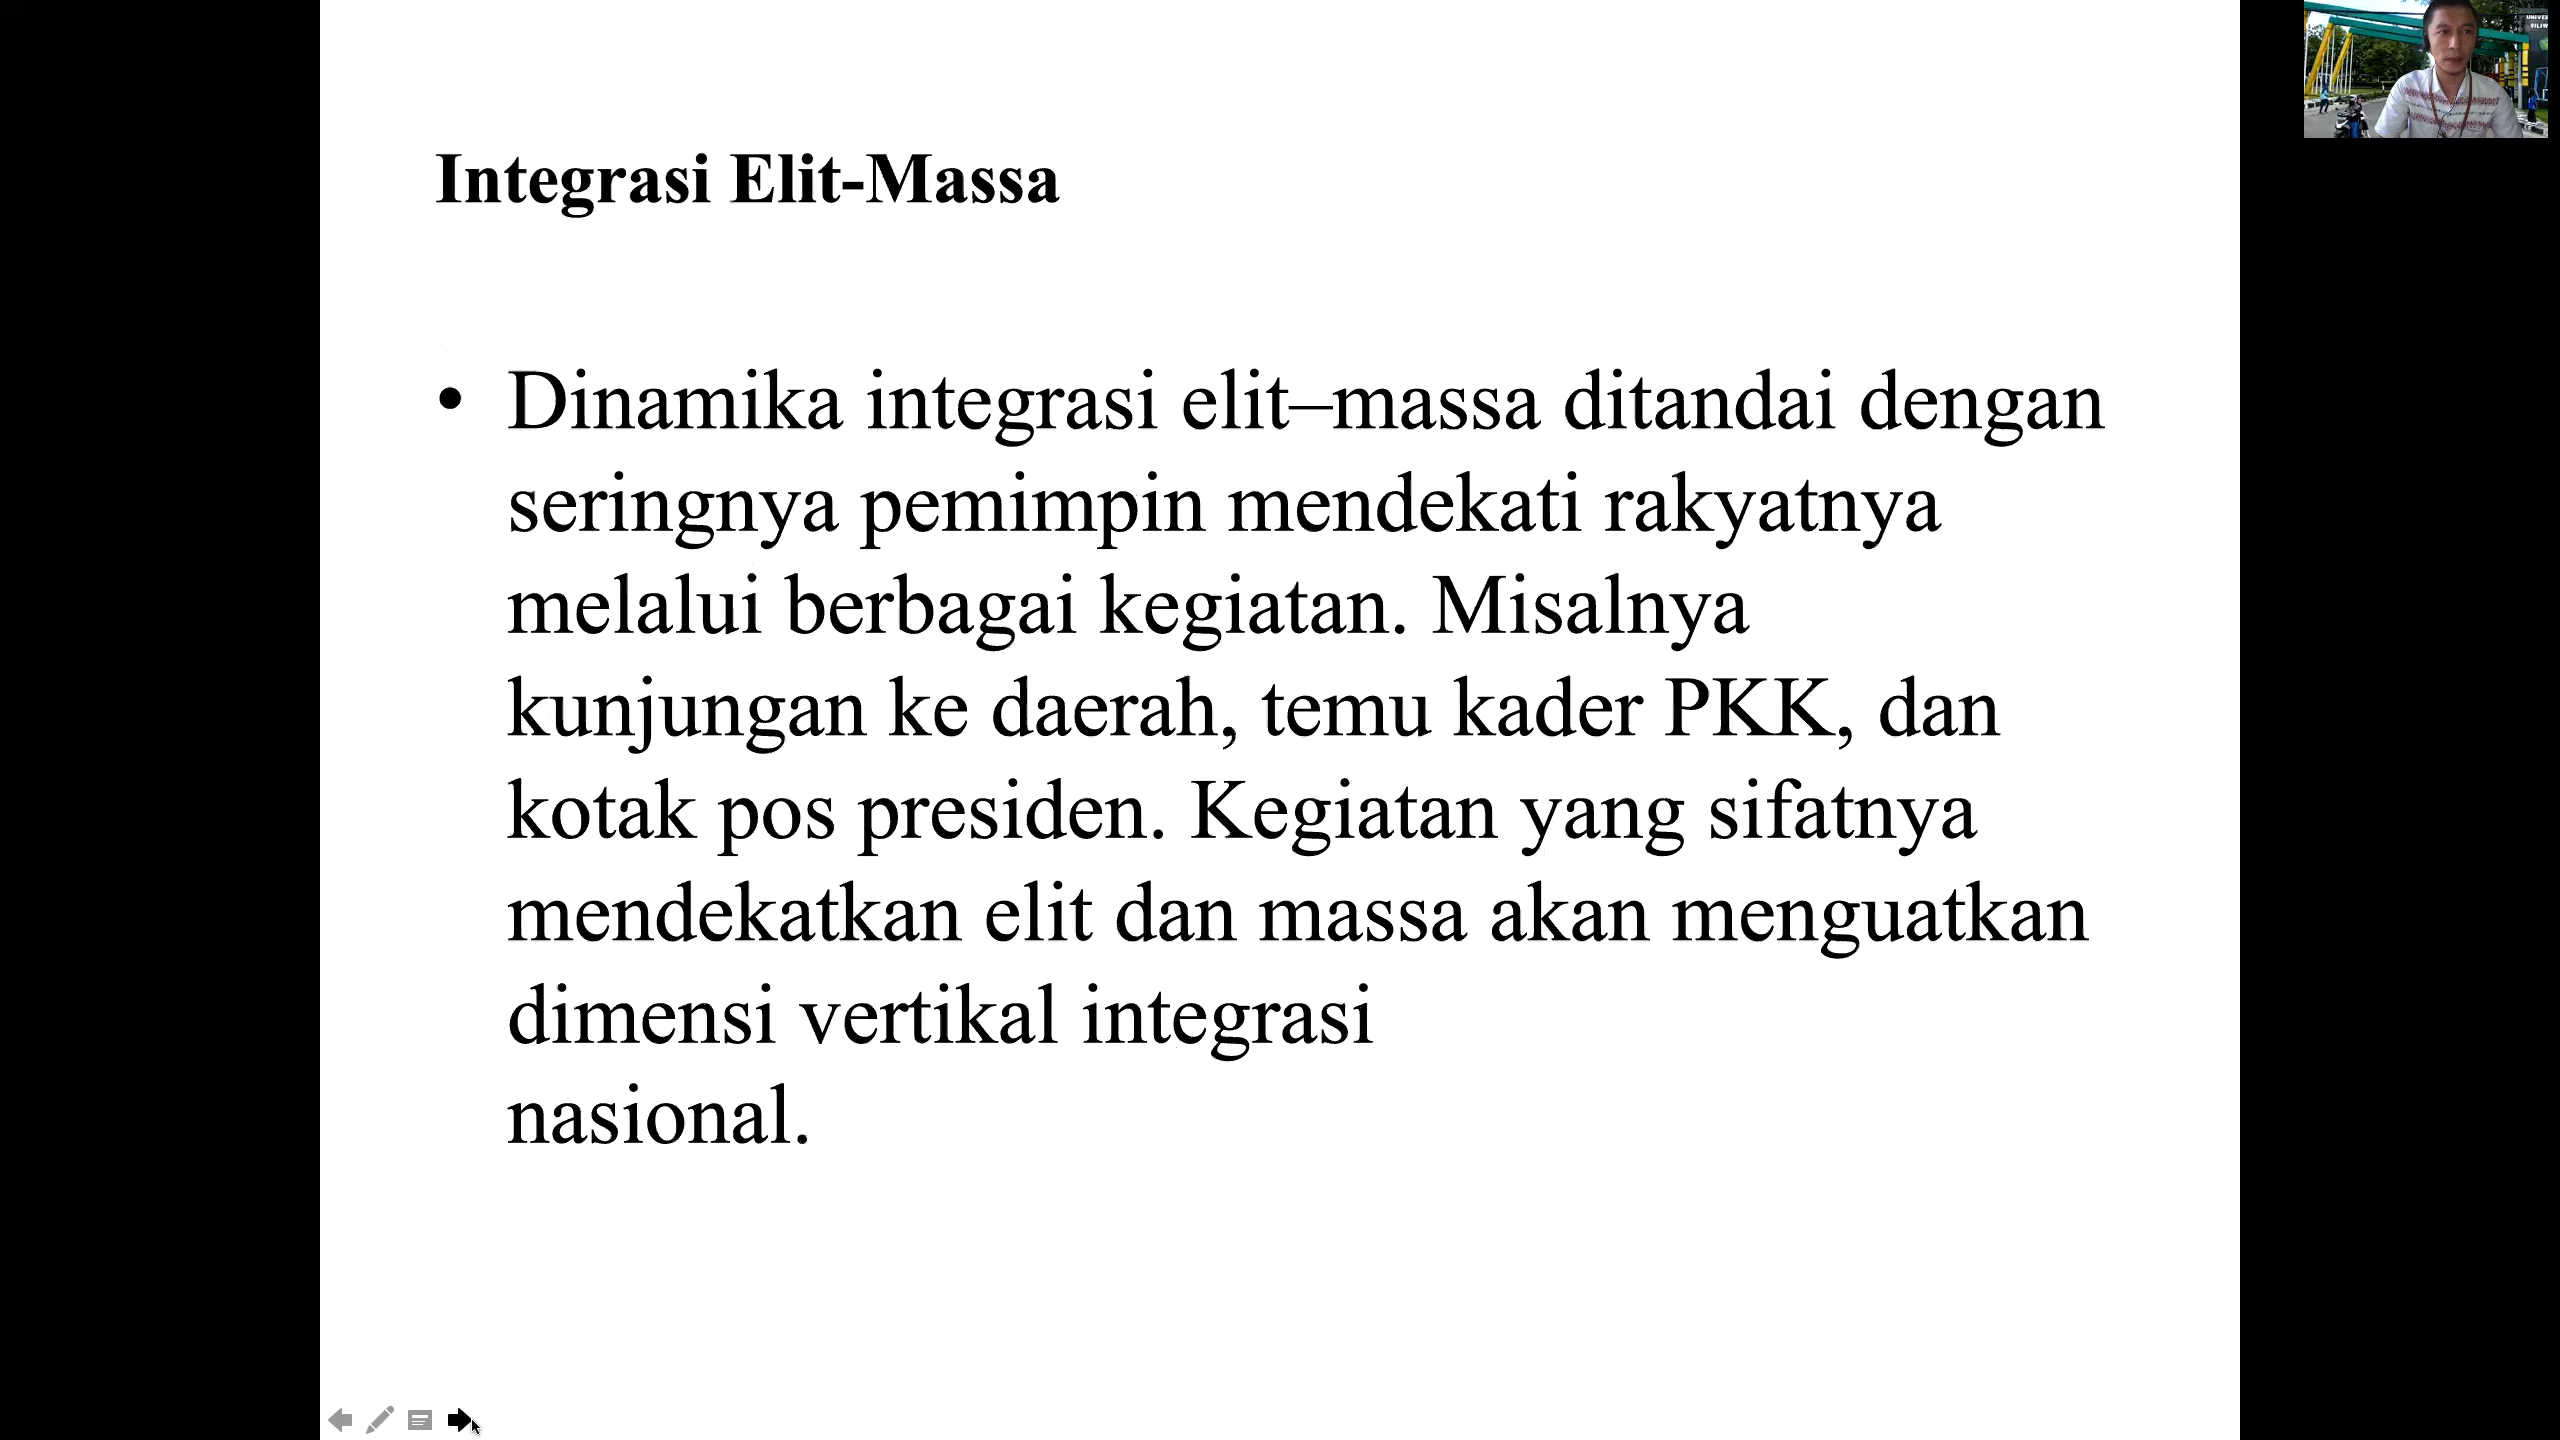 Integrasi Elit-Massa
• Dinamika integrasi elit–massa ditandai dengan
seringnya pemimpin mendekati rakyatnya
melalui berbagai kegiatan. Misalnya
kunjungan ke daerah, temu kader PKK, dan
kotak pos presiden. Kegiatan yang sifatnya
mendekatkan elit dan massa akan menguatkan
dimensi vertikal integrasi
nasional.